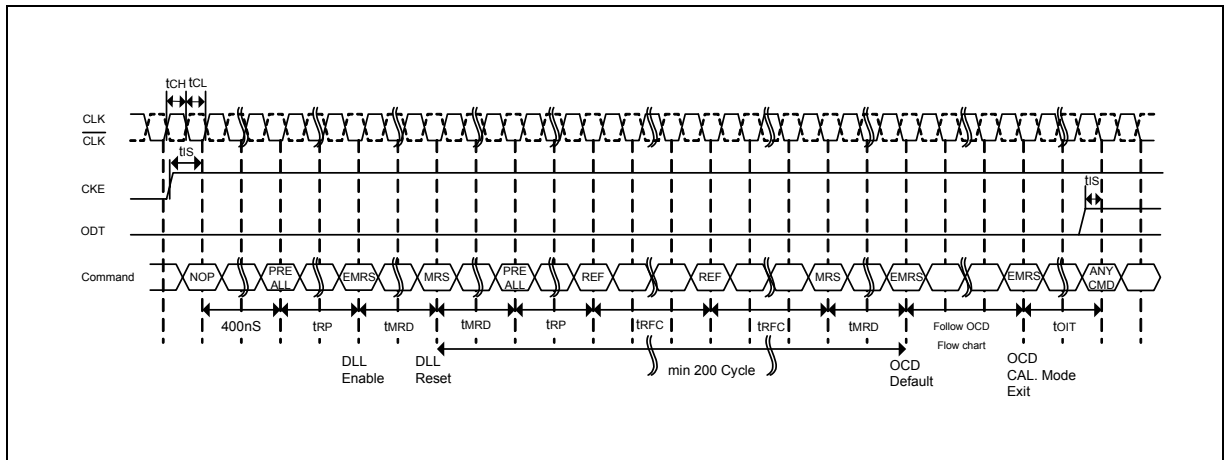 tCH tCL
CLK
CLK
tIS
CKE
tIS
ODT
Command NOP PRE ALL EMRS MRS PRE ALL REF REF MRS EMRS EMRS ANY CMD
400nS tRP tMRD tMRD tRP tRFC tRFC tMRD Follow OCD Flow chart tOIT
DLL Enable
DLL Reset
min 200 Cycle
OCD Default
OCD CAL. Mode Exit